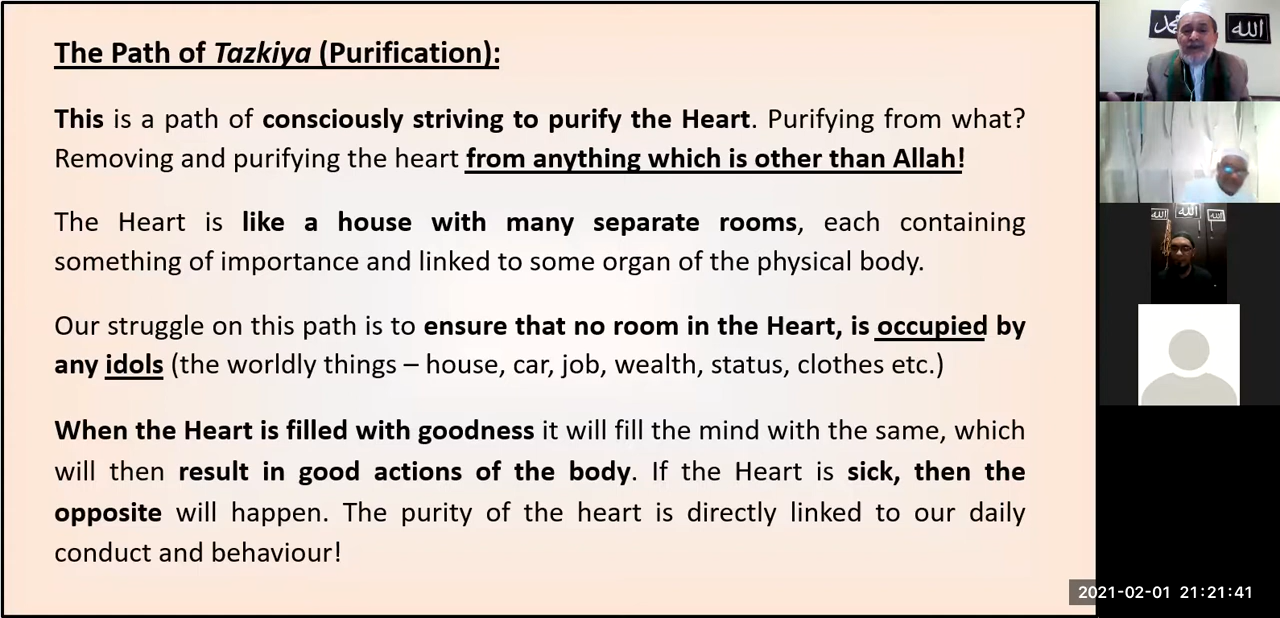 The Path of Tazkiya (Purification):
This is a path of consciously striving to purify the Heart. Purifying from what?
Removing and purifying the heart from anything which is other than Allah!
The Heart is like a house with many separate rooms, each containing
something of importance and linked to some organ of the physical body.
Our struggle on this path is to ensure that no room in the Heart, is occupied by
any idols (the worldly things – house, car, job, wealth, status, clothes etc.)
When the Heart is filled with goodness it will fill the mind with the same, which
will then result in good actions of the body. If the Heart is sick, then the
opposite will happen. The purity of the heart is directly linked to our daily
conduct and behaviour!
محمد
الله
الله
الله
الله
2021-02-01 21:21:41